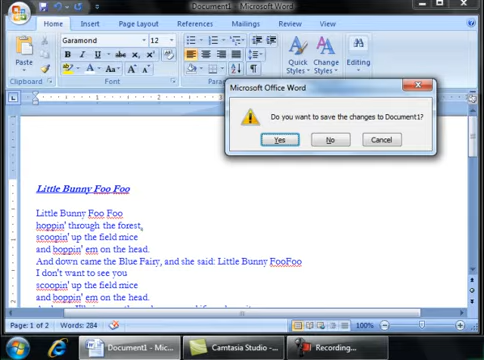 Document1 - Microsoft Word
Home Insert Page Layout References Mailings Review View
Garamond 12
Paste
Quick Styles
Change Styles
Editing
Clipboard Font Paragraph Styles
Microsoft Office Word
Do you want to save the changes to Document1?
Yes No Cancel
Little Bunny Foo Foo
Little Bunny Foo Foo
hoppin' through the forest,
scoopin' up the field mice
and boppin' em on the head.
And down came the Blue Fairy, and she said: Little Bunny FooFoo
I don't want to see you
scoopin' up the field mice
and boppin' em on the head.
Page: 1 of 2 Words: 284 100%
Document1 - Mic... Camtasia Studio -... Recording...